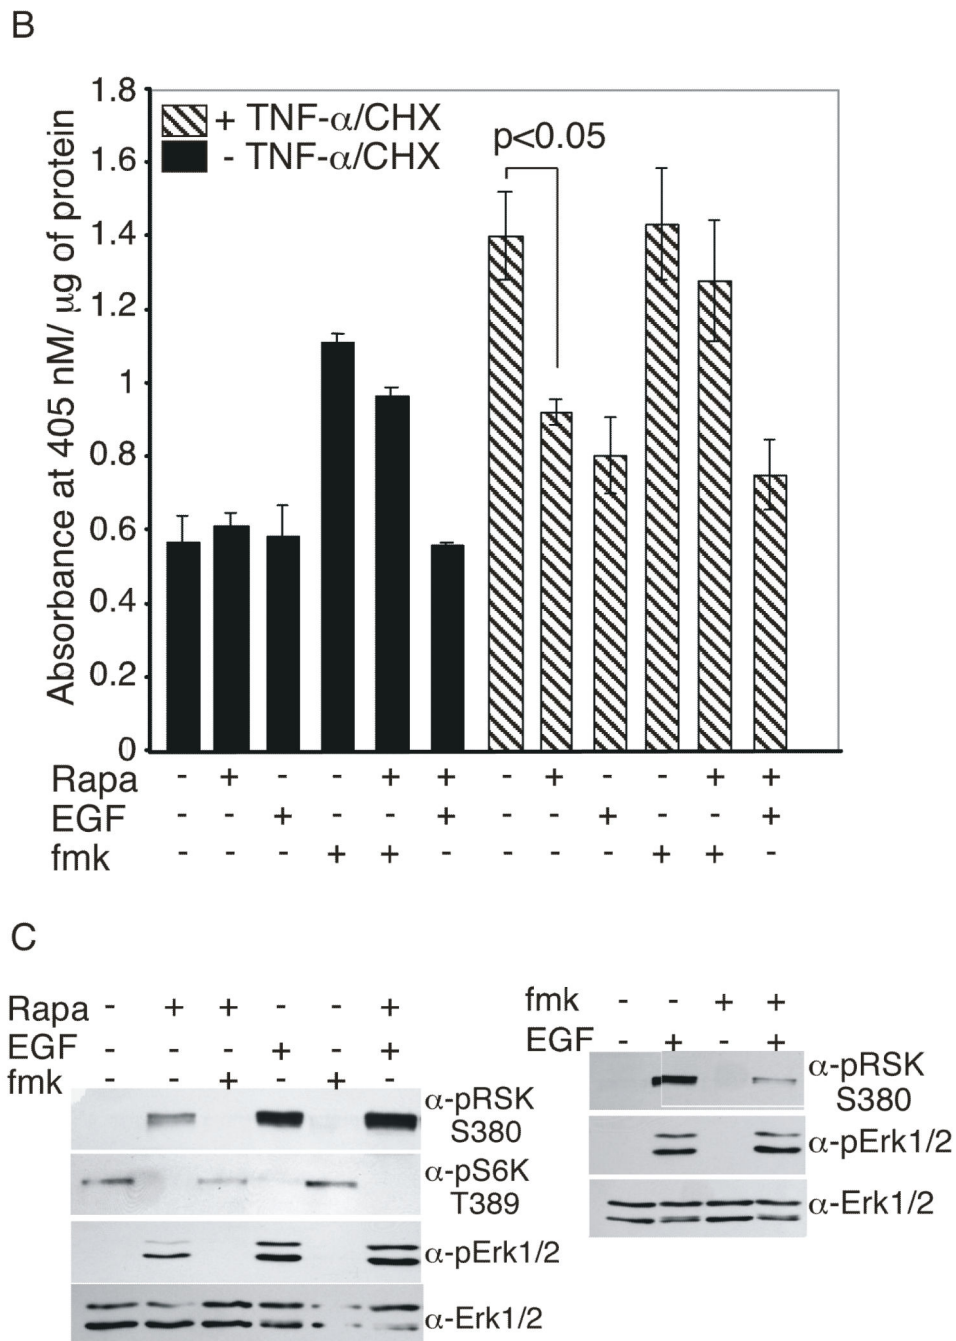 B
Absorbance at 405 nM/ μg of protein
1.8
1.6
1.4
1.2
1
0.8
0.6
0.4
0.2
0
+ TNF-α/CHX
- TNF-α/CHX
p<0.05
Rapa - + - - + + - + - - + +
EGF - - + - - + - - + - - +
fmk - - - + + - - - - + + -
C
Rapa - + + - - +
EGF - - - + - +
fmk - - + - + -
α-pRSK
S380
α-pS6K
T389
α-pErk1/2
α-Erk1/2
fmk - - + +
EGF - + - +
α-pRSK
S380
α-pErk1/2
α-Erk1/2